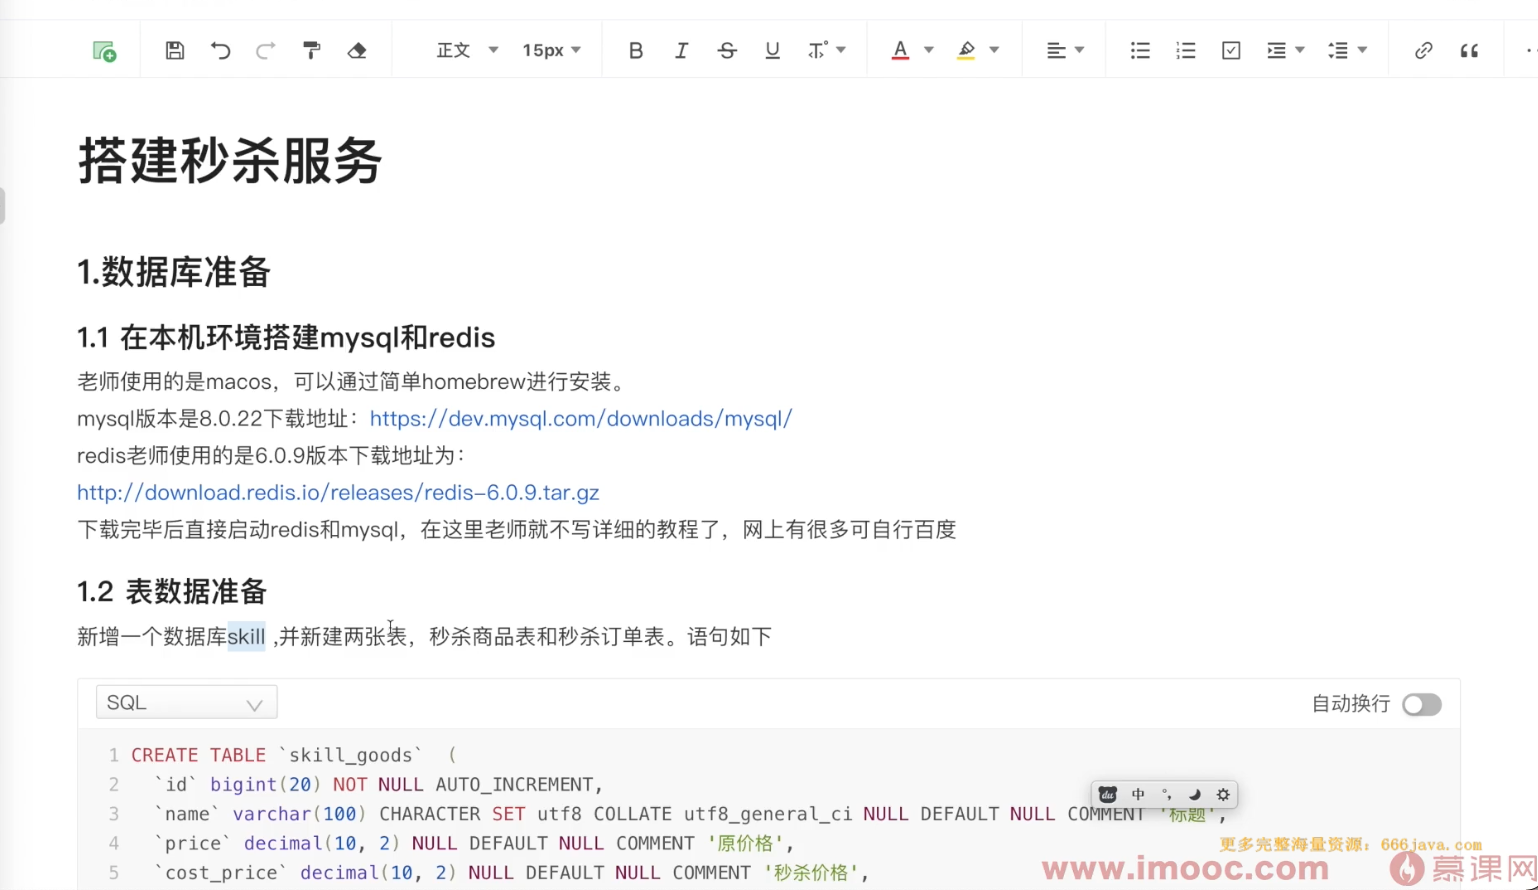 正文 15px B I S U A
搭建秒杀服务
1.数据库准备
1.1 在本机环境搭建mysql和redis
老师使用的是macos，可以通过简单homebrew进行安装。
mysql版本是8.0.22下载地址：https://dev.mysql.com/downloads/mysql/
redis老师使用的是6.0.9版本下载地址为：
http://download.redis.io/releases/redis-6.0.9.tar.gz
下载完毕后直接启动redis和mysql，在这里老师就不写详细的教程了，网上有很多可自行百度
1.2 表数据准备
新增一个数据库skill ,并新建两张表，秒杀商品表和秒杀订单表。语句如下
SQL 自动换行
1 CREATE TABLE `skill_goods`  (
2   `id` bigint(20) NOT NULL AUTO_INCREMENT,
3   `name` varchar(100) CHARACTER SET utf8 COLLATE utf8_general_ci NULL DEFAULT NULL COMMENT '标题',
4   `price` decimal(10, 2) NULL DEFAULT NULL COMMENT '原价格',
5   `cost_price` decimal(10, 2) NULL DEFAULT NULL COMMENT '秒杀价格',
du 中 °,
更多完整海量资源：666java.com
www.imooc.com 慕课网